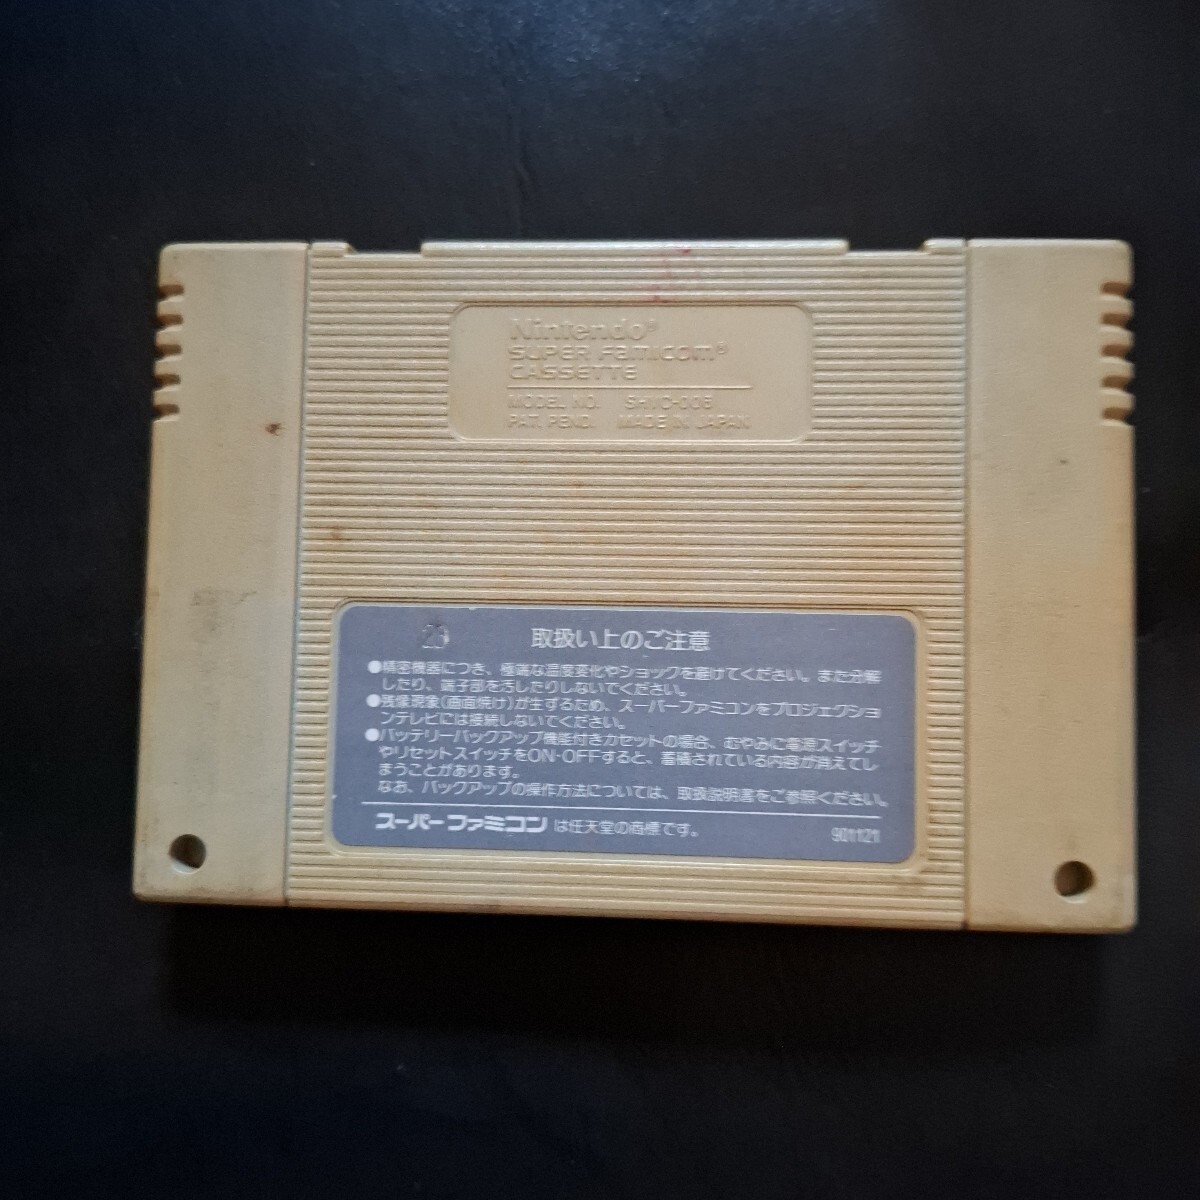 Nintendo®
SUPER FAMICOM®
CASSETTE
MODEL NO. SHVC-006
PAT. PEND. MADE IN JAPAN
取扱い上のご注意
●精密機器につき、極端な温度変化やショックを避けてください。また分解
したり、端子部を汚したりしないでください。
●残像現象(画面焼け)が生ずるため、スーパーファミコンをプロジェクショ
ンテレビには接続しないでください。
●バッテリーバックアップ機能付きカセットの場合、むやみに電源スイッチ
やリセットスイッチをON-OFFすると、蓄積されている内容が消えてし
まうことがあります。
なお、バックアップの操作方法については、取扱説明書をご参照ください。
スーパーファミコンは任天堂の商標です。
901121